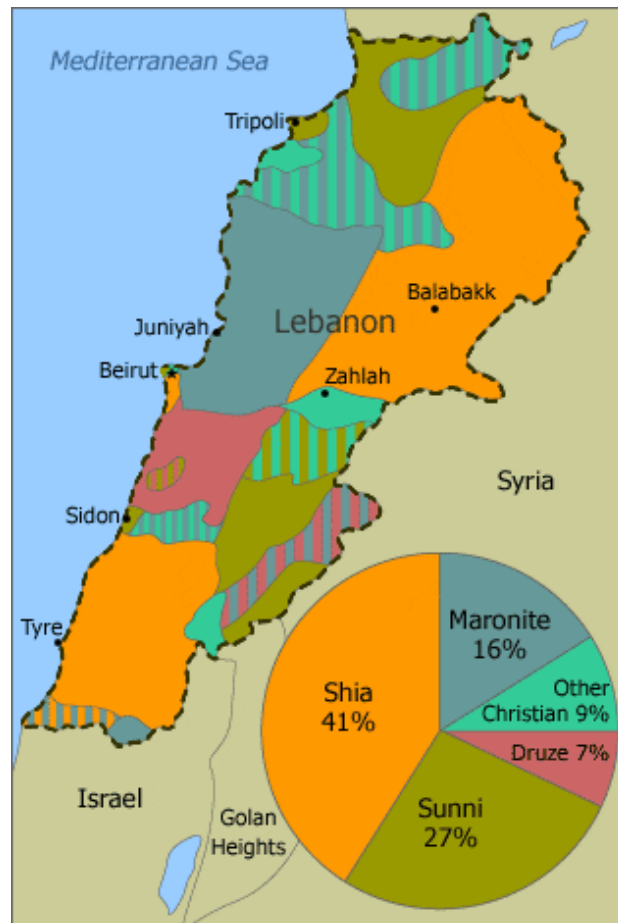 Mediterranean Sea
Tripoli
Balabakk
Lebanon
Juniyah
Beirut
Zahlah
Syria
Sidon
Tyre
Maronite
16%
Other
Christian 9%
Shia
41%
Druze 7%
Sunni
27%
Israel
Golan
Heights